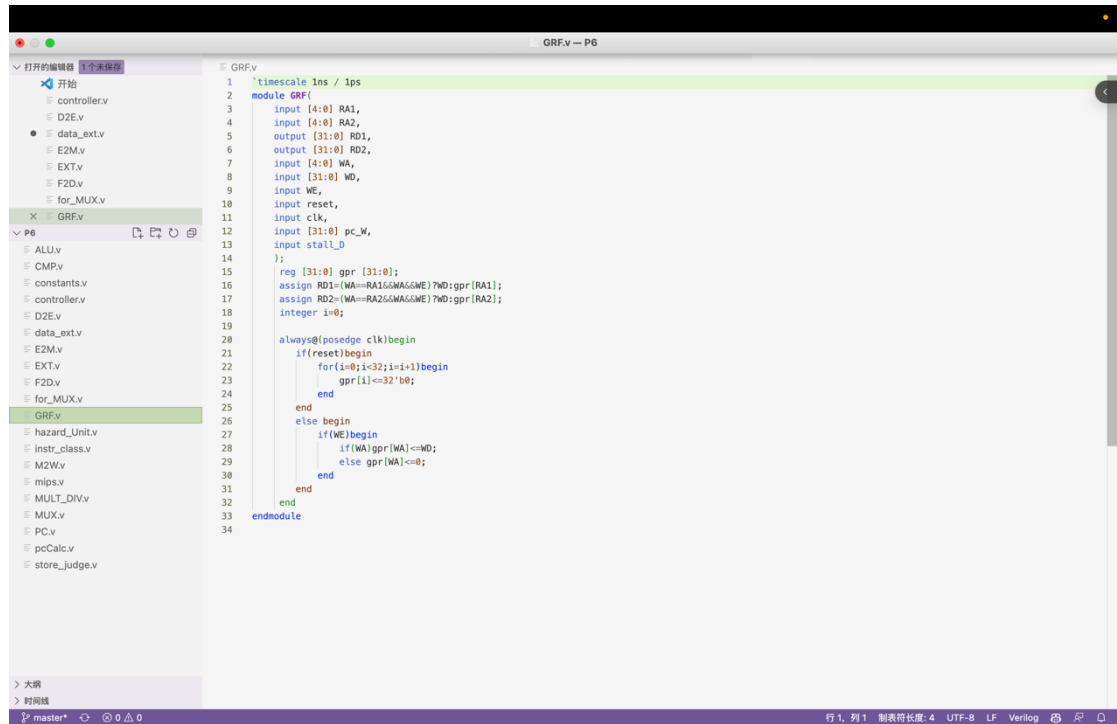 GRF.v — P6
打开的编辑器 1个未保存
开始
controller.v
D2E.v
data_ext.v
E2M.v
EXT.v
F2D.v
for_MUX.v
GRF.v
P6
ALU.v
CMP.v
constants.v
controller.v
D2E.v
data_ext.v
E2M.v
EXT.v
F2D.v
for_MUX.v
GRF.v
hazard_Unit.v
instr_class.v
M2W.v
mips.v
MULT_DIV.v
MUX.v
PC.v
pcCalc.v
store_judge.v
大纲
时间线
GRF.v
1 `timescale 1ns / 1ps
2 module GRF(
3 input [4:0] RA1,
4 input [4:0] RA2,
5 output [31:0] RD1,
6 output [31:0] RD2,
7 input [4:0] WA,
8 input [31:0] WD,
9 input WE,
10 input reset,
11 input clk,
12 input [31:0] pc_W,
13 input stall_D
14 );
15 reg [31:0] gpr [31:0];
16 assign RD1=(WA==RA1&&WA&&WE)?WD:gpr[RA1];
17 assign RD2=(WA==RA2&&WA&&WE)?WD:gpr[RA2];
18 integer i=0;
19
20 always@(posedge clk)begin
21 if(reset)begin
22 for(i=0;i<32;i=i+1)begin
23 gpr[i]<=32'b0;
24 end
25 end
26 else begin
27 if(WE)begin
28 if(WA)gpr[WA]<=WD;
29 else gpr[WA]<=0;
30 end
31 end
32 end
33 endmodule
34
master* 0 0 行 1，列 1 制表符长度: 4 UTF-8 LF Verilog